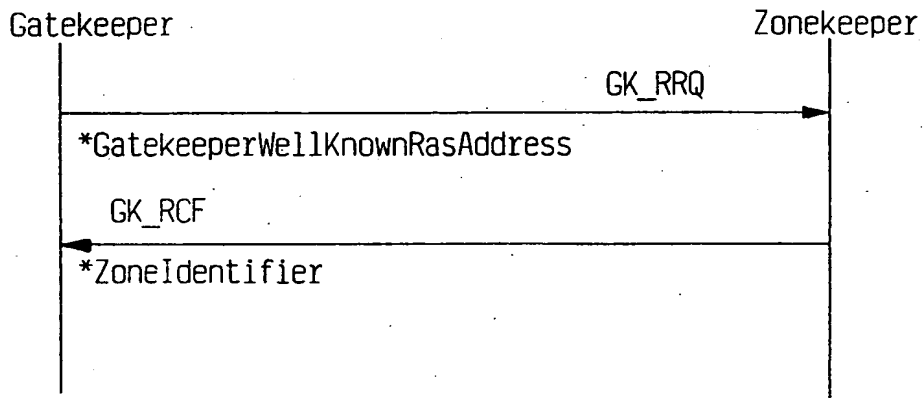 Gatekeeper
Zonekeeper
GK_RRQ
*GatekeeperWellKnownRasAddress
GK_RCF
*ZoneIdentifier